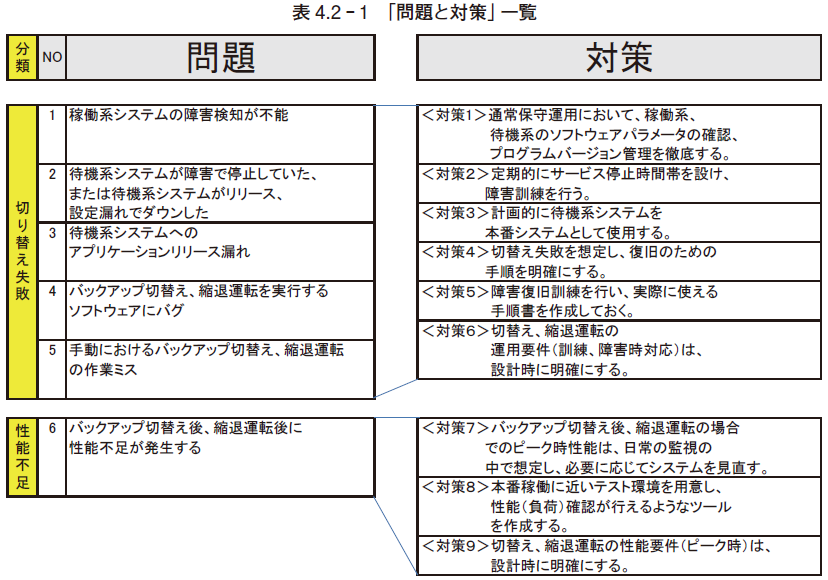 表 4.2－1 「問題と対策」一覧
分類
NO
問題
対策
切り替え失敗
1
稼働系システムの障害検知が不能
2
待機系システムが障害で停止していた、
または待機系システムがリリース、
設定漏れでダウンした
3
待機系システムへの
アプリケーションリリース漏れ
4
バックアップ切替え、縮退運転を実行する
ソフトウェアにバグ
5
手動におけるバックアップ切替え、縮退運転
の作業ミス
＜対策1＞通常保守運用において、稼働系、
待機系のソフトウェアパラメータの確認、
プログラムバージョン管理を徹底する。
＜対策2＞定期的にサービス停止時間帯を設け、
障害訓練を行う。
＜対策3＞計画的に待機系システムを
本番システムとして使用する。
＜対策4＞切替え失敗を想定し、復旧のための
手順を明確にする。
＜対策5＞障害復旧訓練を行い、実際に使える
手順書を作成しておく。
＜対策6＞切替え、縮退運転の
運用要件（訓練、障害時対応）は、
設計時に明確にする。
性能不足
6
バックアップ切替え後、縮退運転後に
性能不足が発生する
＜対策7＞バックアップ切替え後、縮退運転の場合
でのピーク時性能は、日常の監視の
中で想定し、必要に応じてシステムを見直す。
＜対策8＞本番稼働に近いテスト環境を用意し、
性能（負荷）確認が行えるようなツール
を作成する。
＜対策9＞切替え、縮退運転の性能要件（ピーク時）は、
設計時に明確にする。